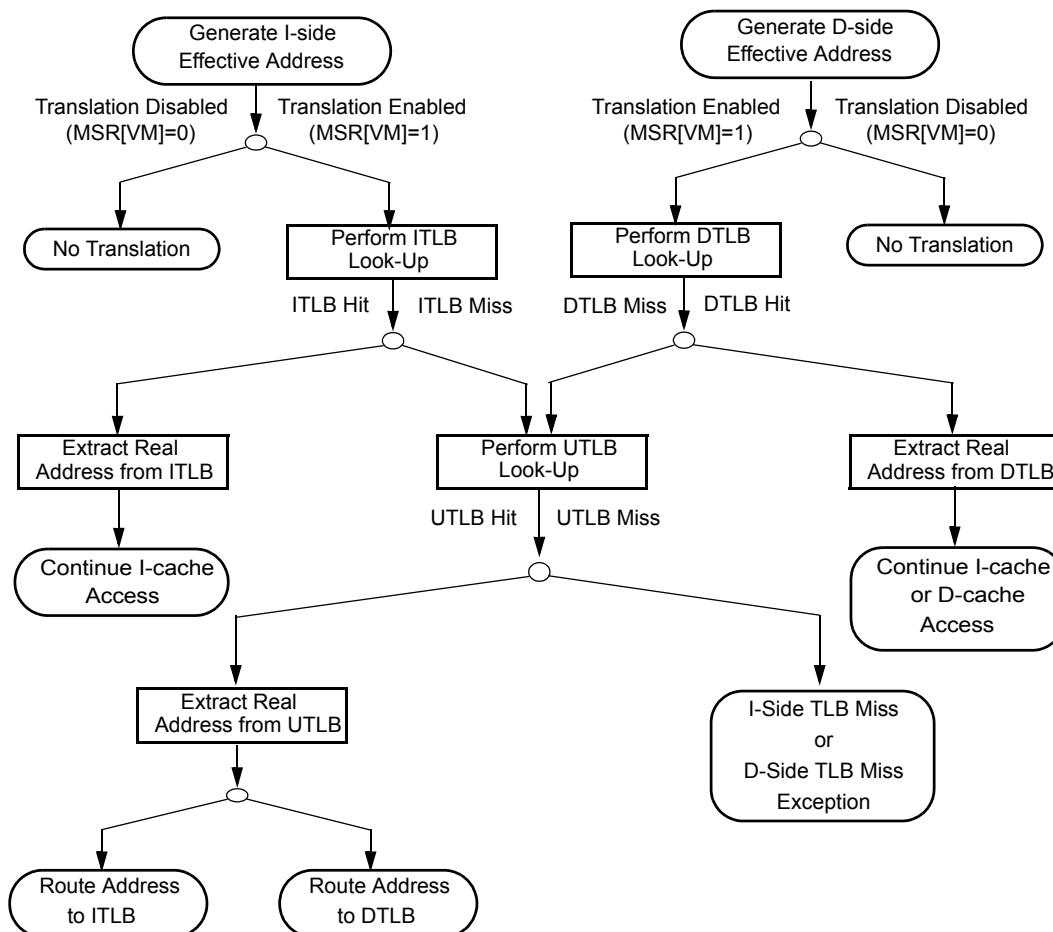 Generate I-side
Effective Address
Generate D-side
Effective Address
Translation Disabled
(MSR[VM]=0)
Translation Enabled
(MSR[VM]=1)
Translation Enabled
(MSR[VM]=1)
Translation Disabled
(MSR[VM]=0)
No Translation
Perform ITLB
Look-Up
Perform DTLB
Look-Up
No Translation
ITLB Hit
ITLB Miss
DTLB Miss
DTLB Hit
Extract Real
Address from ITLB
Perform UTLB
Look-Up
Extract Real
Address from DTLB
UTLB Hit
UTLB Miss
Continue I-cache
Access
Continue I-cache
or D-cache
Access
Extract Real
Address from UTLB
I-Side TLB Miss
or
D-Side TLB Miss
Exception
Route Address
to ITLB
Route Address
to DTLB